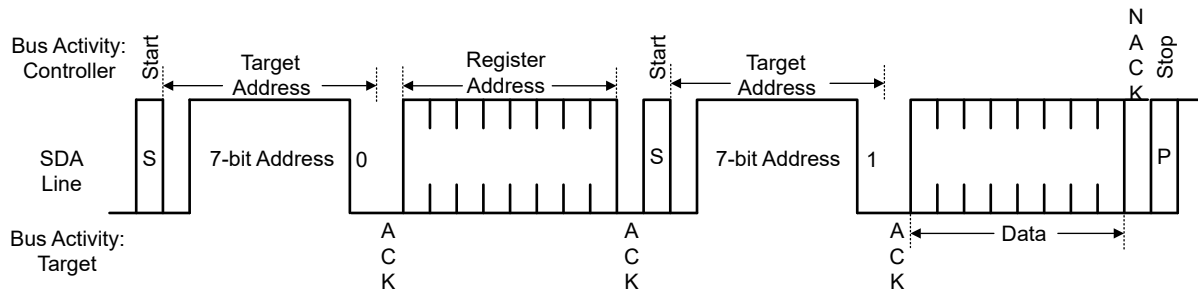 Bus Activity:
Controller
Start
Target
Address
Register
Address
Start
Target
Address
N
A
C
K
Stop
SDA
Line
S
7-bit Address
0
S
7-bit Address
1
P
Bus Activity:
Target
A
C
K
A
C
K
A
C
K
Data